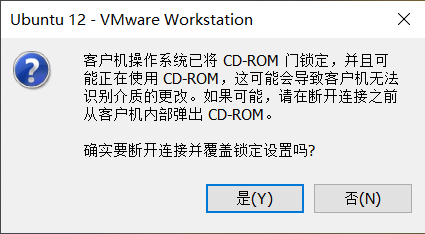 Ubuntu 12 - VMware Workstation
客户机操作系统已将 CD-ROM 门锁定，并且可
能正在使用 CD-ROM，这可能会导致客户机无法
识别介质的更改。如果可能，请在断开连接之前
从客户机内部弹出 CD-ROM。
确实要断开连接并覆盖锁定设置吗?
是(Y)
否(N)